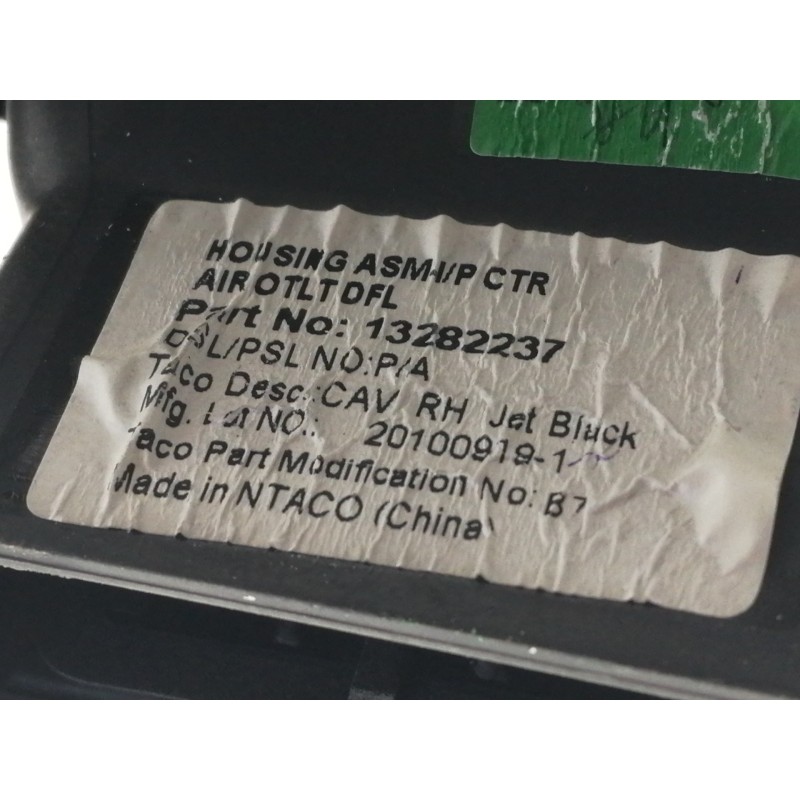 HOUSING ASM-I/P CTR
AIR OTLT DFL
Part No: 13282237
DSL/PSL NO:P/A
Taco Desc.:CAV RH Jet Black
Mfg. Lot NO.: 20100919-1
Taco Part Modification No: B7
Made in NTACO (China)